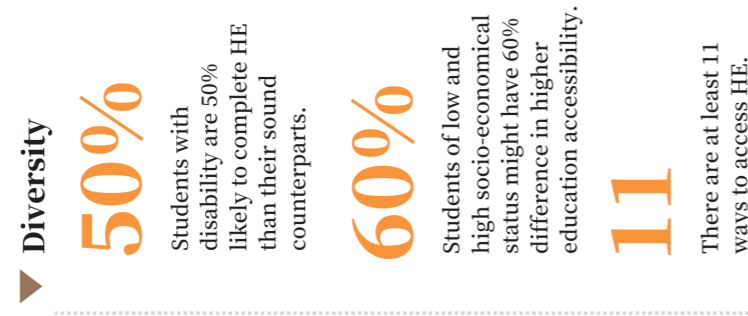 Diversity
50%
Students with
disability are 50%
likely to complete HE
than their sound
counterparts.
60%
Students of low and
high socio-economical
status might have 60%
difference in higher
education accessibility.
11
There are at least 11
ways to access HE.